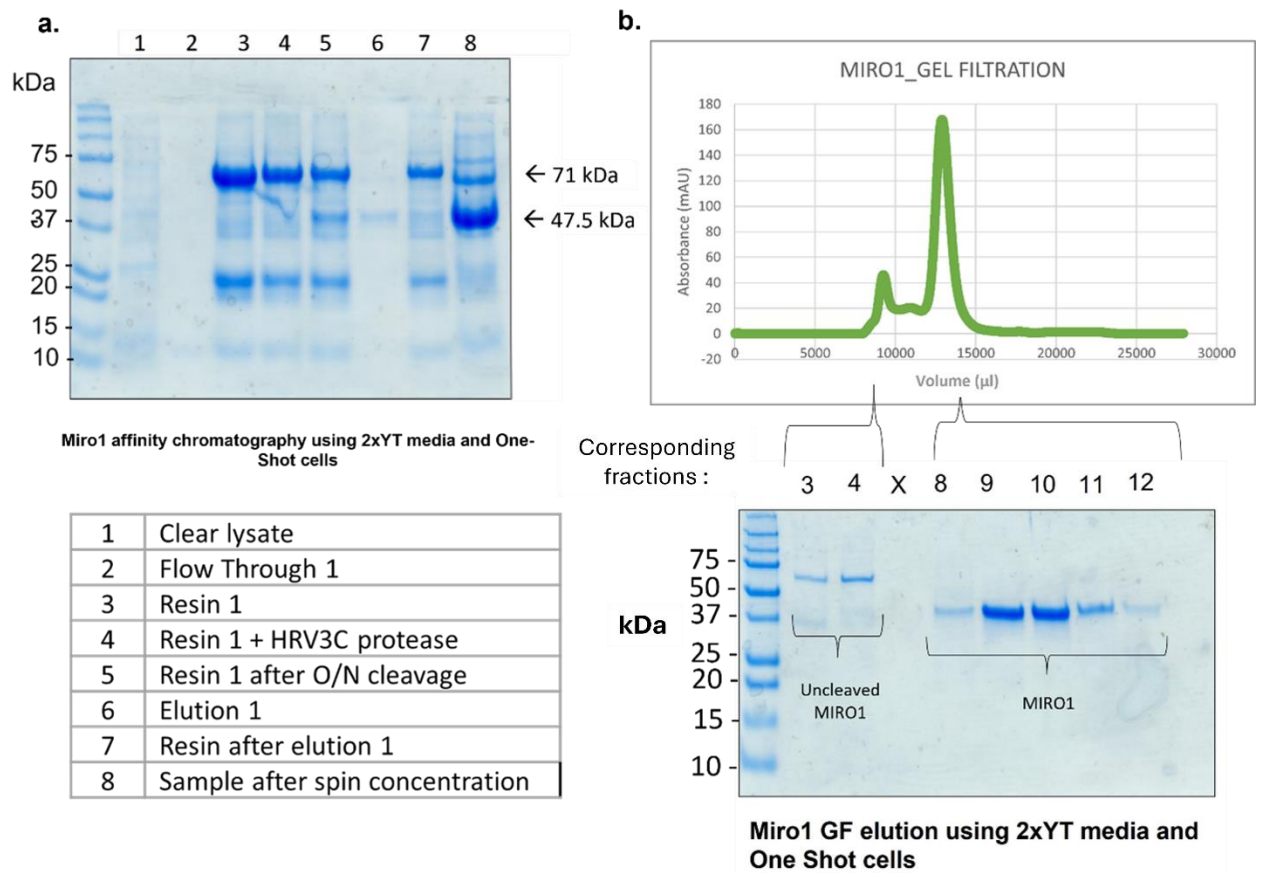 a.
1 2 3 4 5 6 7 8
kDa
75
50
37
25
20
15
10
← 71 kDa
← 47.5 kDa
Miro1 affinity chromatography using 2xYT media and One-
Shot cells
1 Clear lysate
2 Flow Through 1
3 Resin 1
4 Resin 1 + HRV3C protease
5 Resin 1 after O/N cleavage
6 Elution 1
7 Resin after elution 1
8 Sample after spin concentration
b.
MIRO1_GEL FILTRATION
Absorbance (mAU)
180
160
140
120
100
80
60
40
20
0
-20
0 5000 10000 15000 20000 25000 30000
Volume (µl)
Corresponding
fractions :
3 4 X 8 9 10 11 12
kDa
75 -
50 -
37 -
25 -
20 -
15 -
10 -
Uncleaved
MIRO1
MIRO1
Miro1 GF elution using 2xYT media and
One Shot cells